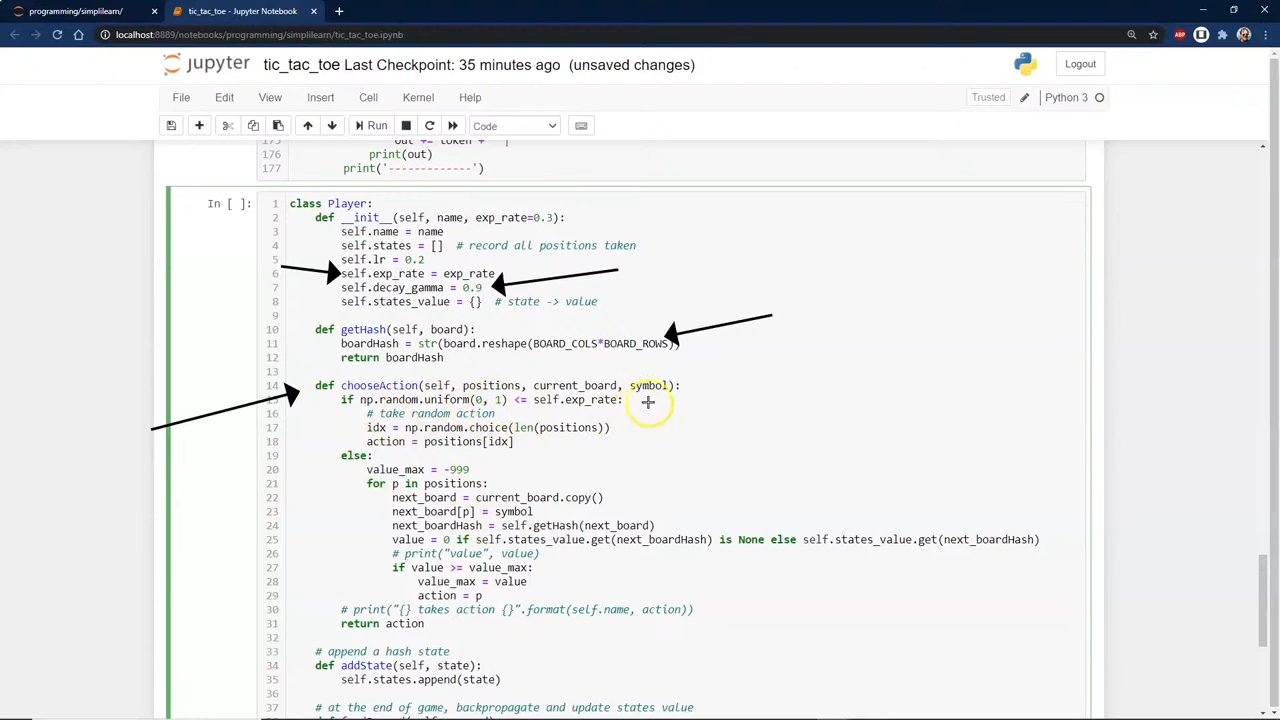 programming/simplilearn/
tic_tac_toe - Jupyter Notebook
localhost:8889/notebooks/programming/simplilearn/tic_tac_toe.ipynb
ABP
jupyter tic_tac_toe Last Checkpoint: 35 minutes ago (unsaved changes)
Logout
File Edit View Insert Cell Kernel Help
Trusted
Python 3
Run
Code
175 out += token + ' |
176 print(out)
177 print('-------------')
In [ ]:
1 class Player:
2 def __init__(self, name, exp_rate=0.3):
3 self.name = name
4 self.states = [] # record all positions taken
5 self.lr = 0.2
6 self.exp_rate = exp_rate
7 self.decay_gamma = 0.9
8 self.states_value = {} # state -> value
9
10 def getHash(self, board):
11 boardHash = str(board.reshape(BOARD_COLS*BOARD_ROWS))
12 return boardHash
13
14 def chooseAction(self, positions, current_board, symbol):
15 if np.random.uniform(0, 1) <= self.exp_rate:
16 # take random action
17 idx = np.random.choice(len(positions))
18 action = positions[idx]
19 else:
20 value_max = -999
21 for p in positions:
22 next_board = current_board.copy()
23 next_board[p] = symbol
24 next_boardHash = self.getHash(next_board)
25 value = 0 if self.states_value.get(next_boardHash) is None else self.states_value.get(next_boardHash)
26 # print("value", value)
27 if value >= value_max:
28 value_max = value
29 action = p
30 # print("{} takes action {}".format(self.name, action))
31 return action
32
33 # append a hash state
34 def addState(self, state):
35 self.states.append(state)
36
37 # at the end of game, backpropagate and update states value